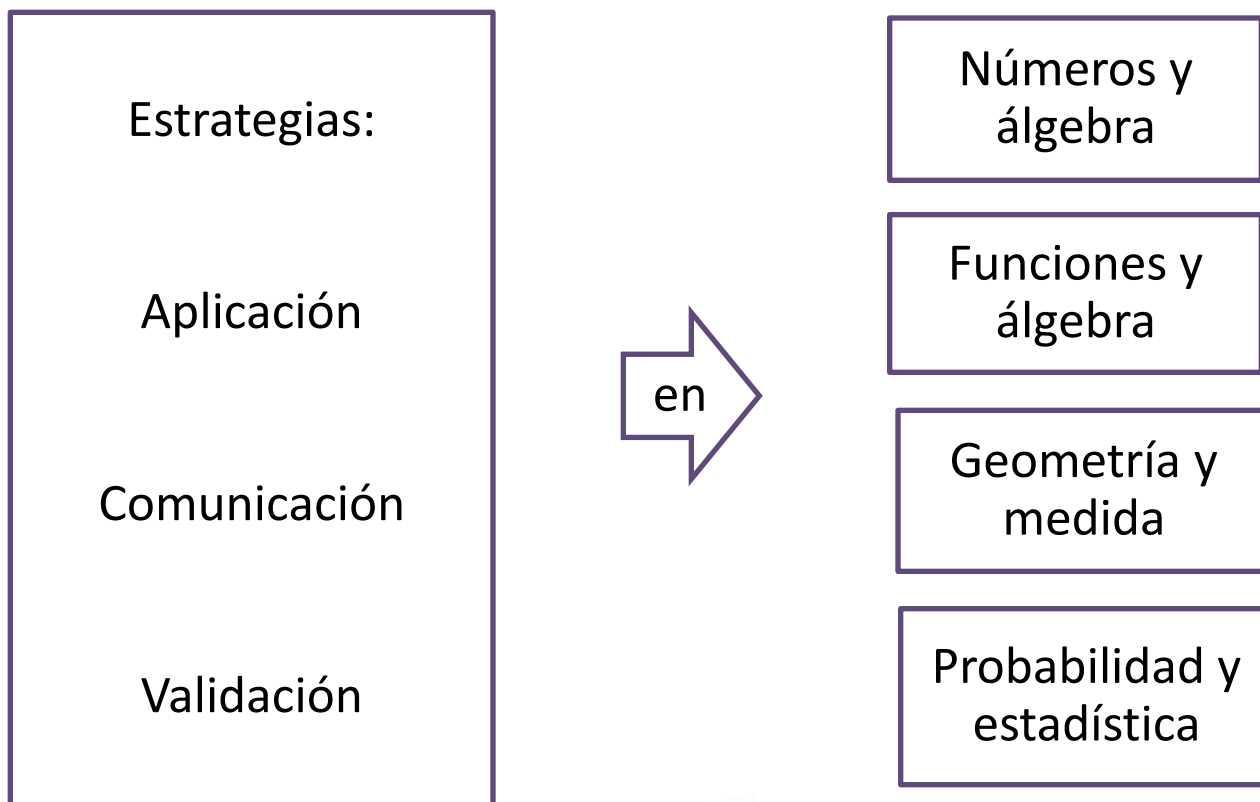 Estrategias:
Aplicación
Comunicación
Validación
en
Números y
álgebra
Funciones y
álgebra
Geometría y
medida
Probabilidad y
estadística